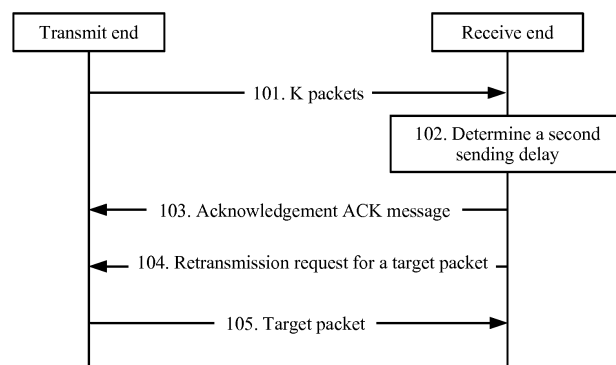 Transmit end
Receive end
101. K packets
102. Determine a second
sending delay
103. Acknowledgement ACK message
104. Retransmission request for a target packet
105. Target packet